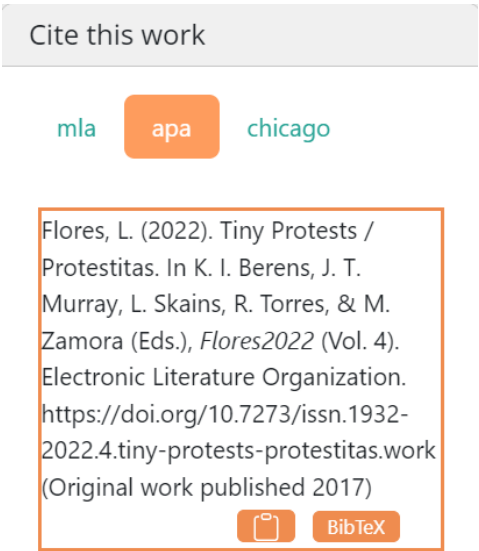 Cite this work
mla apa chicago
Flores, L. (2022). Tiny Protests /
Protestitas. In K. I. Berens, J. T.
Murray, L. Skains, R. Torres, & M.
Zamora (Eds.), Flores2022 (Vol. 4).
Electronic Literature Organization.
https://doi.org/10.7273/issn.1932-
2022.4.tiny-protests-protestitas.work
(Original work published 2017)
BibTeX